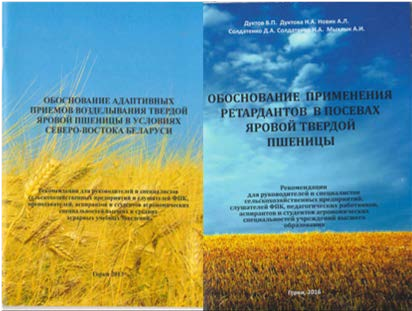 ОБОСНОВАНИЕ АДАПТИВНЫХ
ПРИЕМОВ ВОЗДЕЛЫВАНИЯ ТВЕРДОЙ
ЯРОВОЙ ПШЕНИЦЫ В УСЛОВИЯХ
СЕВЕРО-ВОСТОКА БЕЛАРУСИ
Рекомендации для руководителей и специалистов
сельскохозяйственных предприятий и слушателей ФПК,
преподавателей, аспирантов и студентов агрономических
специальностей высших и средних
аграрных учебных заведений
Горки
Дуктов В.П. Дуктова Н.А. Новик А.Л.
Солдатенко Д.А. Солдатенко И.А. Мыхлык А.И.
ОБОСНОВАНИЕ ПРИМЕНЕНИЯ
РЕТАРДАНТОВ В ПОСЕВАХ
ЯРОВОЙ ТВЕРДОЙ
ПШЕНИЦЫ
Рекомендации
для руководителей и специалистов
сельскохозяйственных предприятий,
слушателей ФПК, педагогических работников,
аспирантов и студентов агрономических
специальностей учреждений высшего
образования
Горки, 2016